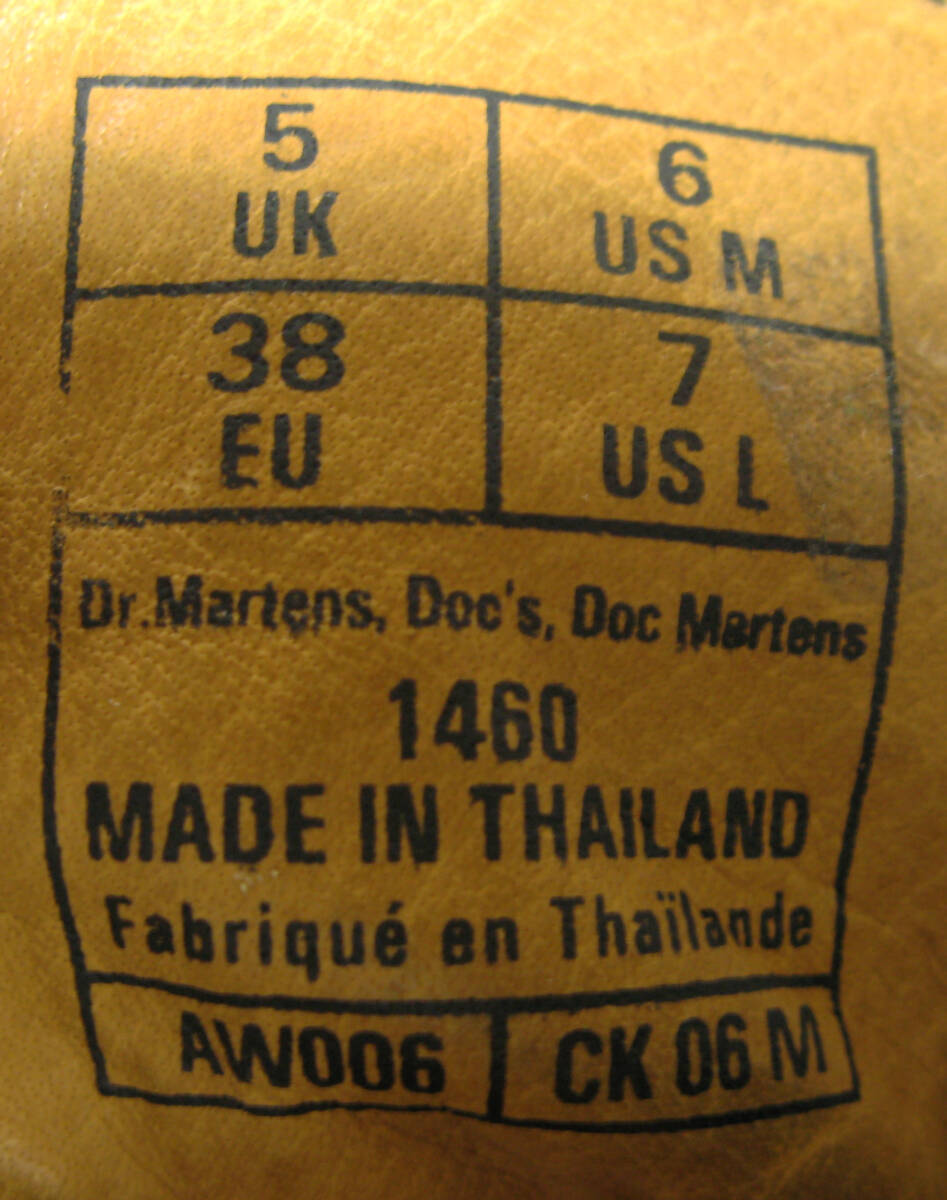 5
UK
6
US M
38
EU
7
US L
Dr.Martens, Doc's, Doc Martens
1460
MADE IN THAILAND
Fabriqué en Thaïlande
AW006
CK 06 M